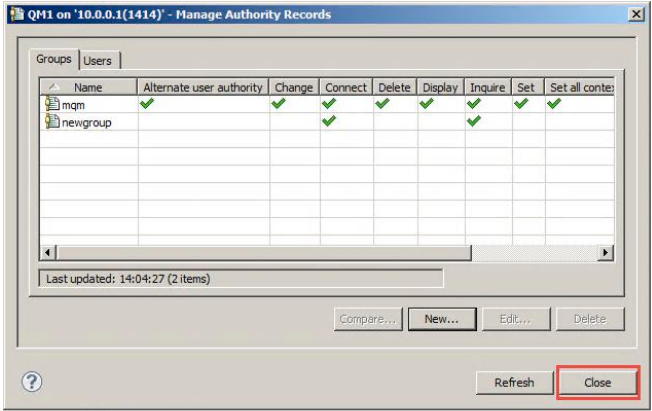 QM1 on '10.0.0.1(1414)' - Manage Authority Records
Groups Users
Name Alternate user authority Change Connect Delete Display Inquire Set Set all contex
mqm
newgroup
Last updated: 14:04:27 (2 items)
Compare... New... Edit... Delete
Refresh Close